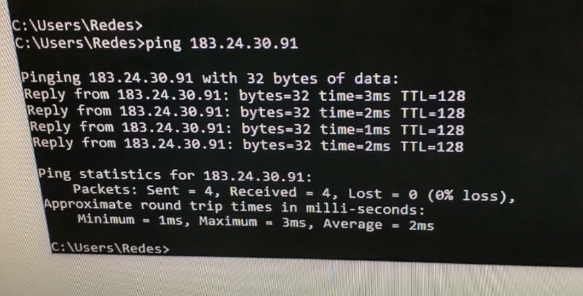 C:\Users\Redes>
C:\Users\Redes>ping 183.24.30.91
Pinging 183.24.30.91 with 32 bytes of data:
Reply from 183.24.30.91: bytes=32 time=3ms TTL=128
Reply from 183.24.30.91: bytes=32 time=2ms TTL=128
Reply from 183.24.30.91: bytes=32 time=1ms TTL=128
Reply from 183.24.30.91: bytes=32 time=2ms TTL=128
Ping statistics for 183.24.30.91:
Packets: Sent = 4, Received = 4, Lost = 0 (0% loss),
Approximate round trip times in milli-seconds:
Minimum = 1ms, Maximum = 3ms, Average = 2ms
C:\Users\Redes>